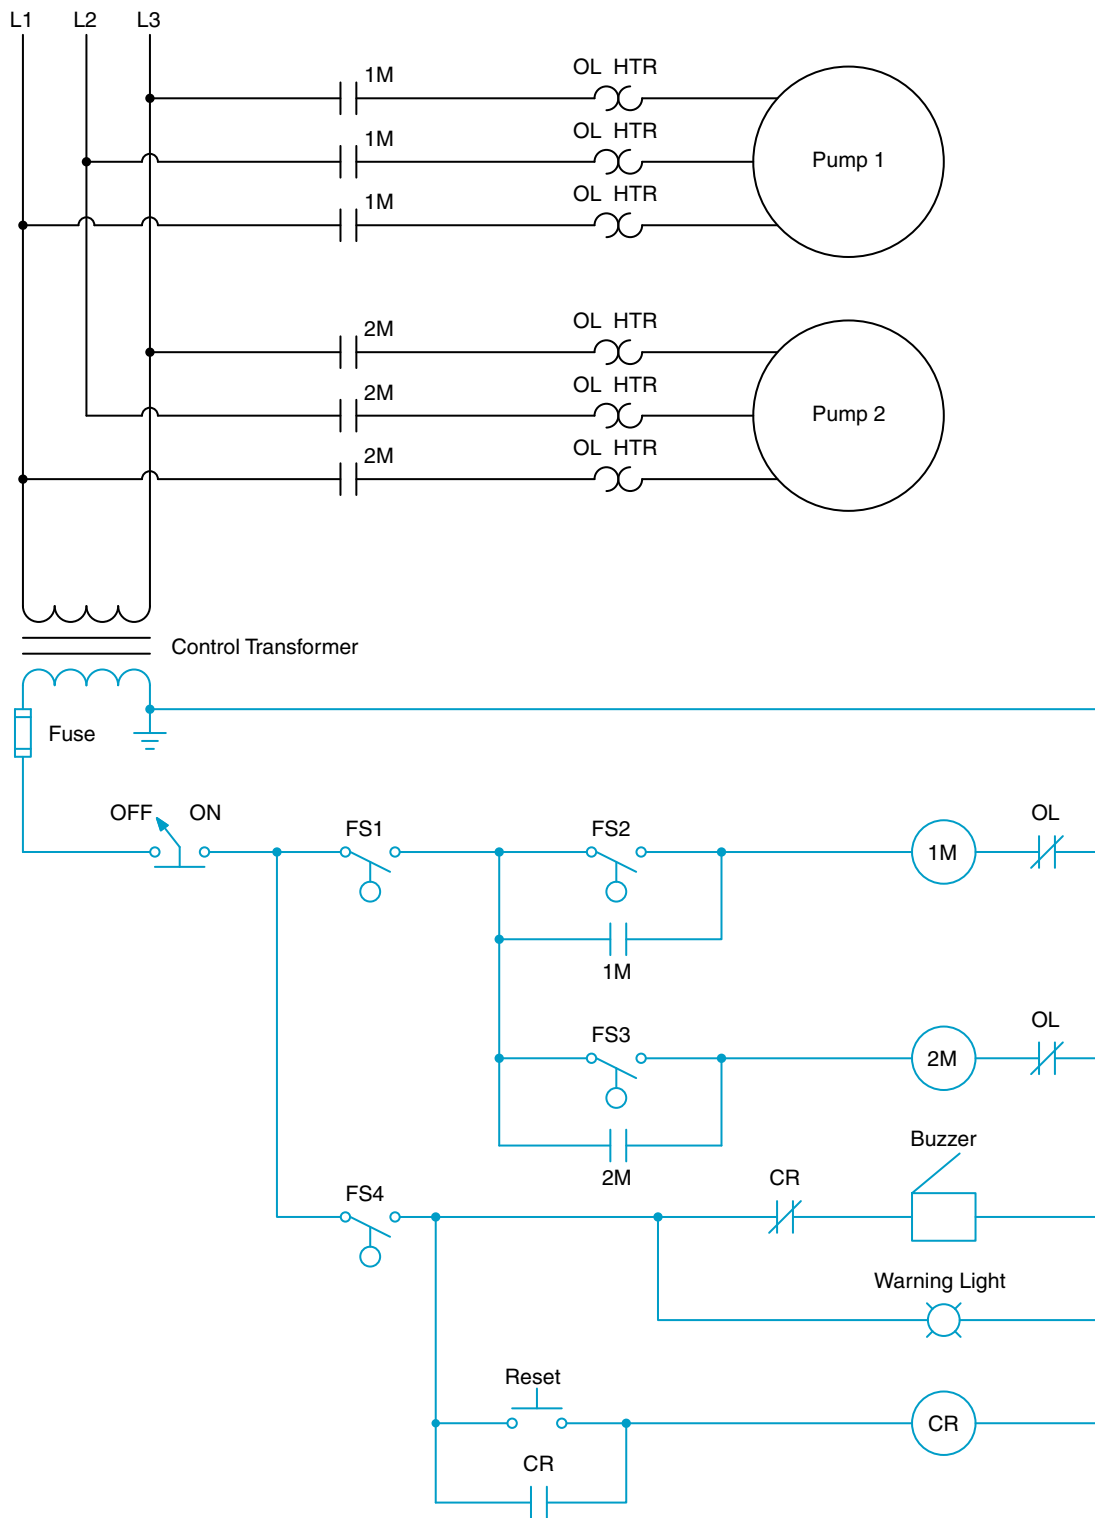 L1 L2 L3
1M OL HTR
1M OL HTR
Pump 1
1M OL HTR
2M OL HTR
2M OL HTR
Pump 2
2M OL HTR
Control Transformer
Fuse
OFF ON FS1 FS2 OL
1M
1M
FS3 OL
2M
2M
Buzzer
FS4 CR
Warning Light
Reset
CR
CR